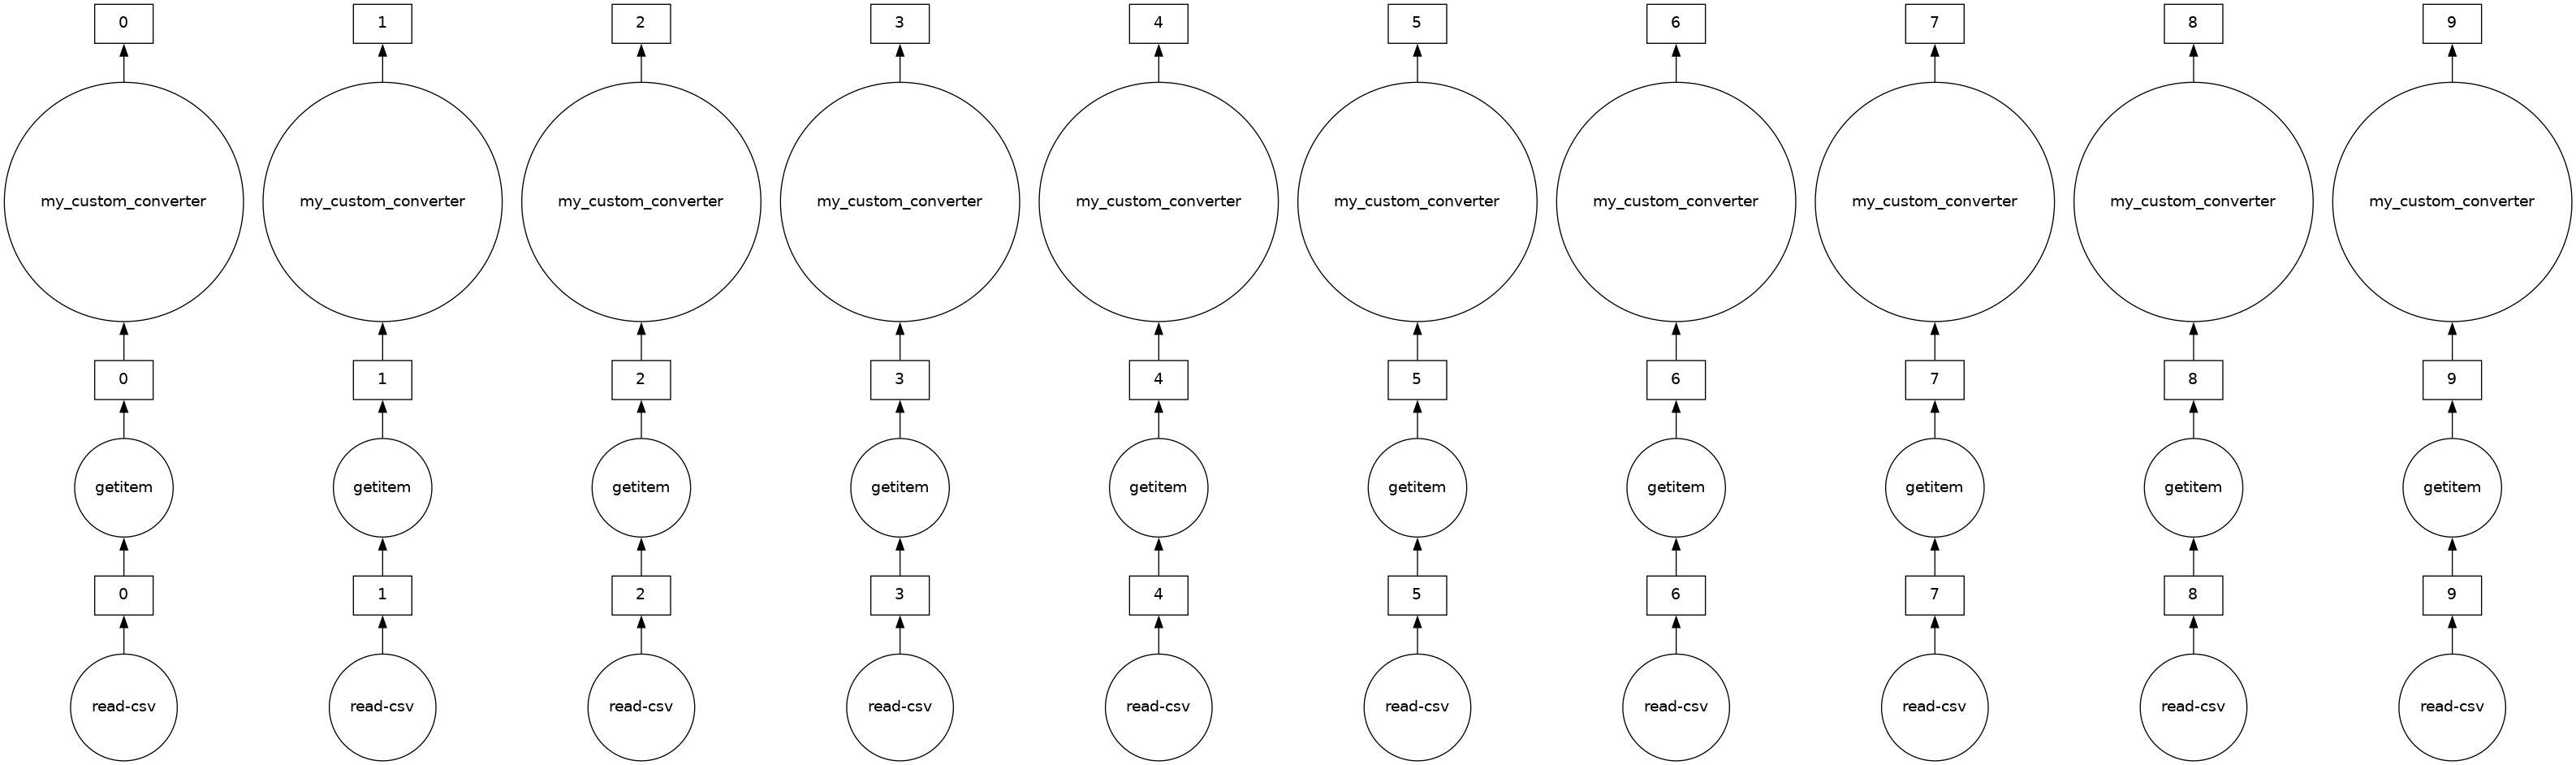 0 1 2 3 4 5 6 7 8 9
my_custom_converter my_custom_converter my_custom_converter my_custom_converter my_custom_converter my_custom_converter my_custom_converter my_custom_converter my_custom_converter my_custom_converter
0 1 2 3 4 5 6 7 8 9
getitem getitem getitem getitem getitem getitem getitem getitem getitem getitem
0 1 2 3 4 5 6 7 8 9
read-csv read-csv read-csv read-csv read-csv read-csv read-csv read-csv read-csv read-csv